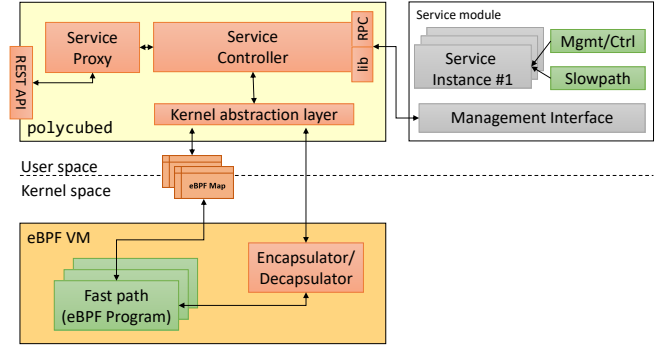 REST API
Service
Proxy
Service
Controller
RPC
lib
Kernel abstraction layer
polycubed
Service module
Service
Instance #1
Mgmt/Ctrl
Slowpath
Management Interface
User space
Kernel space
eBPF Map
eBPF VM
Fast path
(eBPF Program)
Encapsulator/
Decapsulator